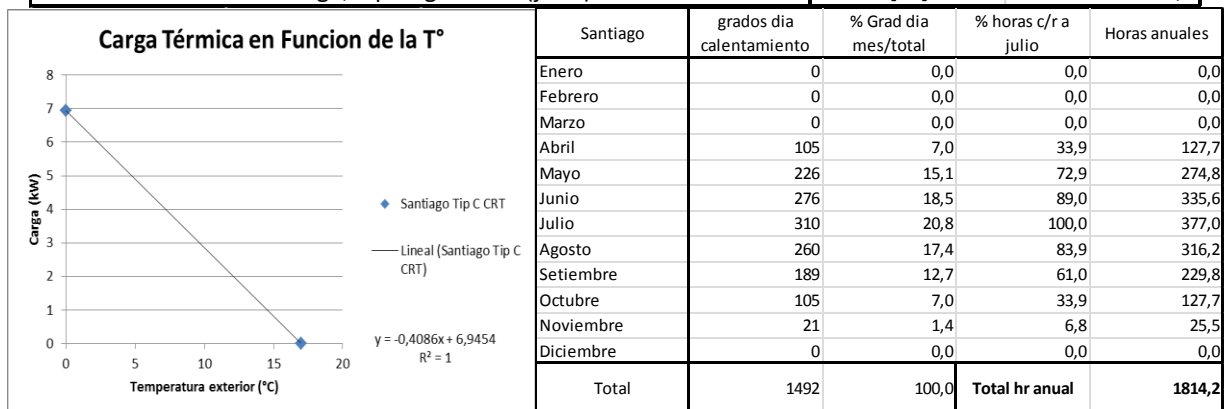 Carga Térmica en Funcion de la T°
8
7
6
5
4
3
2
1
0
Carga (kW)
0 5 10 15 20
Temperatura exterior (°C)
Santiago Tip C CRT
Lineal (Santiago Tip C
CRT)
y = -0,4086x + 6,9454
R² = 1
Santiago grados dia calentamiento % Grad dia mes/total % horas c/r a julio Horas anuales
Enero 0 0,0 0,0 0,0
Febrero 0 0,0 0,0 0,0
Marzo 0 0,0 0,0 0,0
Abril 105 7,0 33,9 127,7
Mayo 226 15,1 72,9 274,8
Junio 276 18,5 89,0 335,6
Julio 310 20,8 100,0 377,0
Agosto 260 17,4 83,9 316,2
Setiembre 189 12,7 61,0 229,8
Octubre 105 7,0 33,9 127,7
Noviembre 21 1,4 6,8 25,5
Diciembre 0 0,0 0,0 0,0
Total 1492 100,0 Total hr anual 1814,2